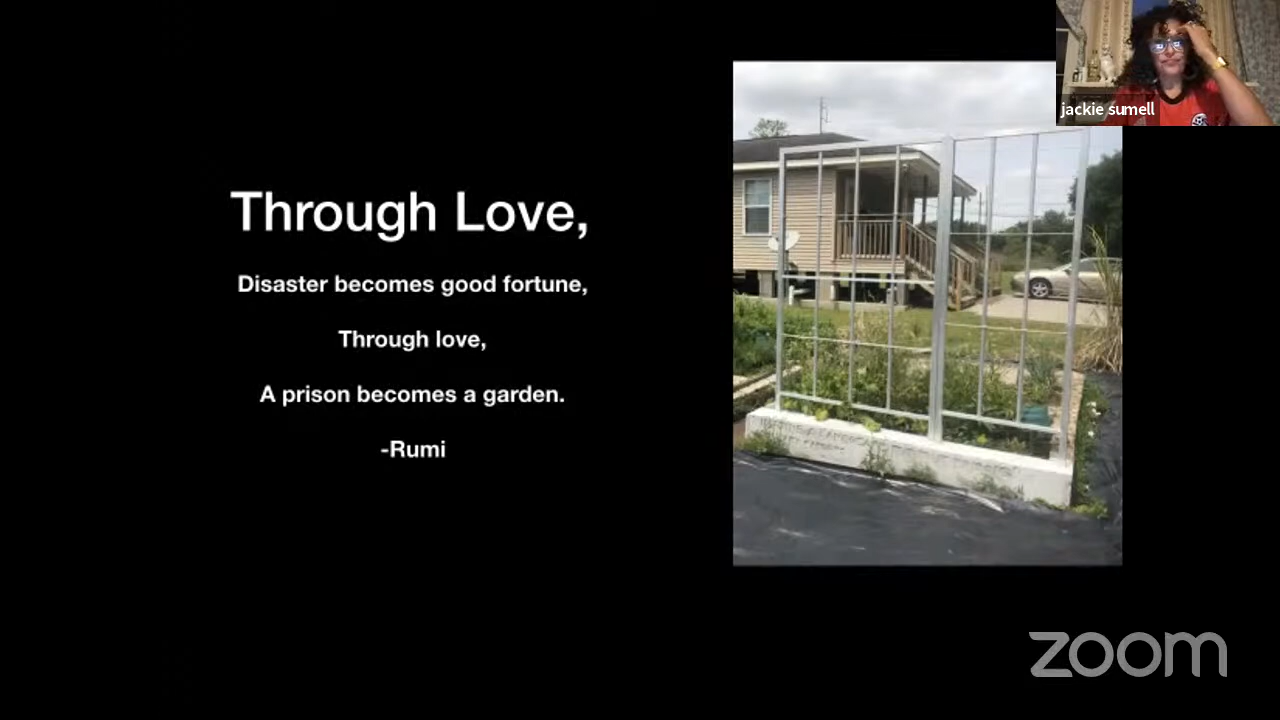 jackie sumell
Through Love,
Disaster becomes good fortune,
Through love,
A prison becomes a garden.
-Rumi
zoom